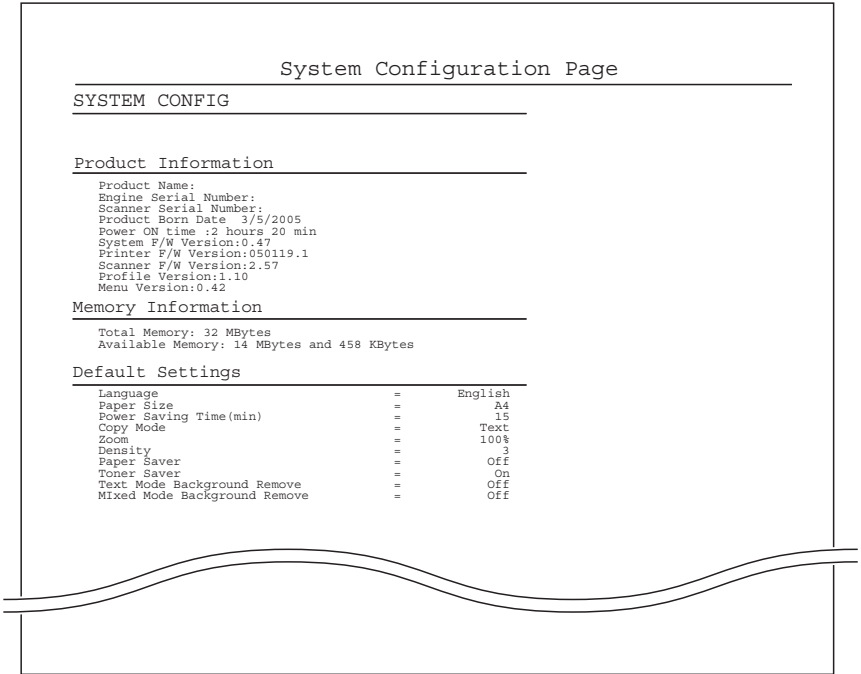 System Configuration Page
SYSTEM CONFIG
Product Information
Product Name:
Engine Serial Number:
Scanner Serial Number:
Product Born Date 3/5/2005
Power ON time :2 hours 20 min
System F/W Version:0.47
Printer F/W Version:050119.1
Scanner F/W Version:2.57
Profile Version:1.10
Menu Version:0.42
Memory Information
Total Memory: 32 MBytes
Available Memory: 14 MBytes and 458 KBytes
Default Settings
Language = English
Paper Size = A4
Power Saving Time(min) = 15
Copy Mode = Text
Zoom = 100%
Density = 3
Paper Saver = Off
Toner Saver = On
Text Mode Background Remove = Off
MIxed Mode Background Remove = Off